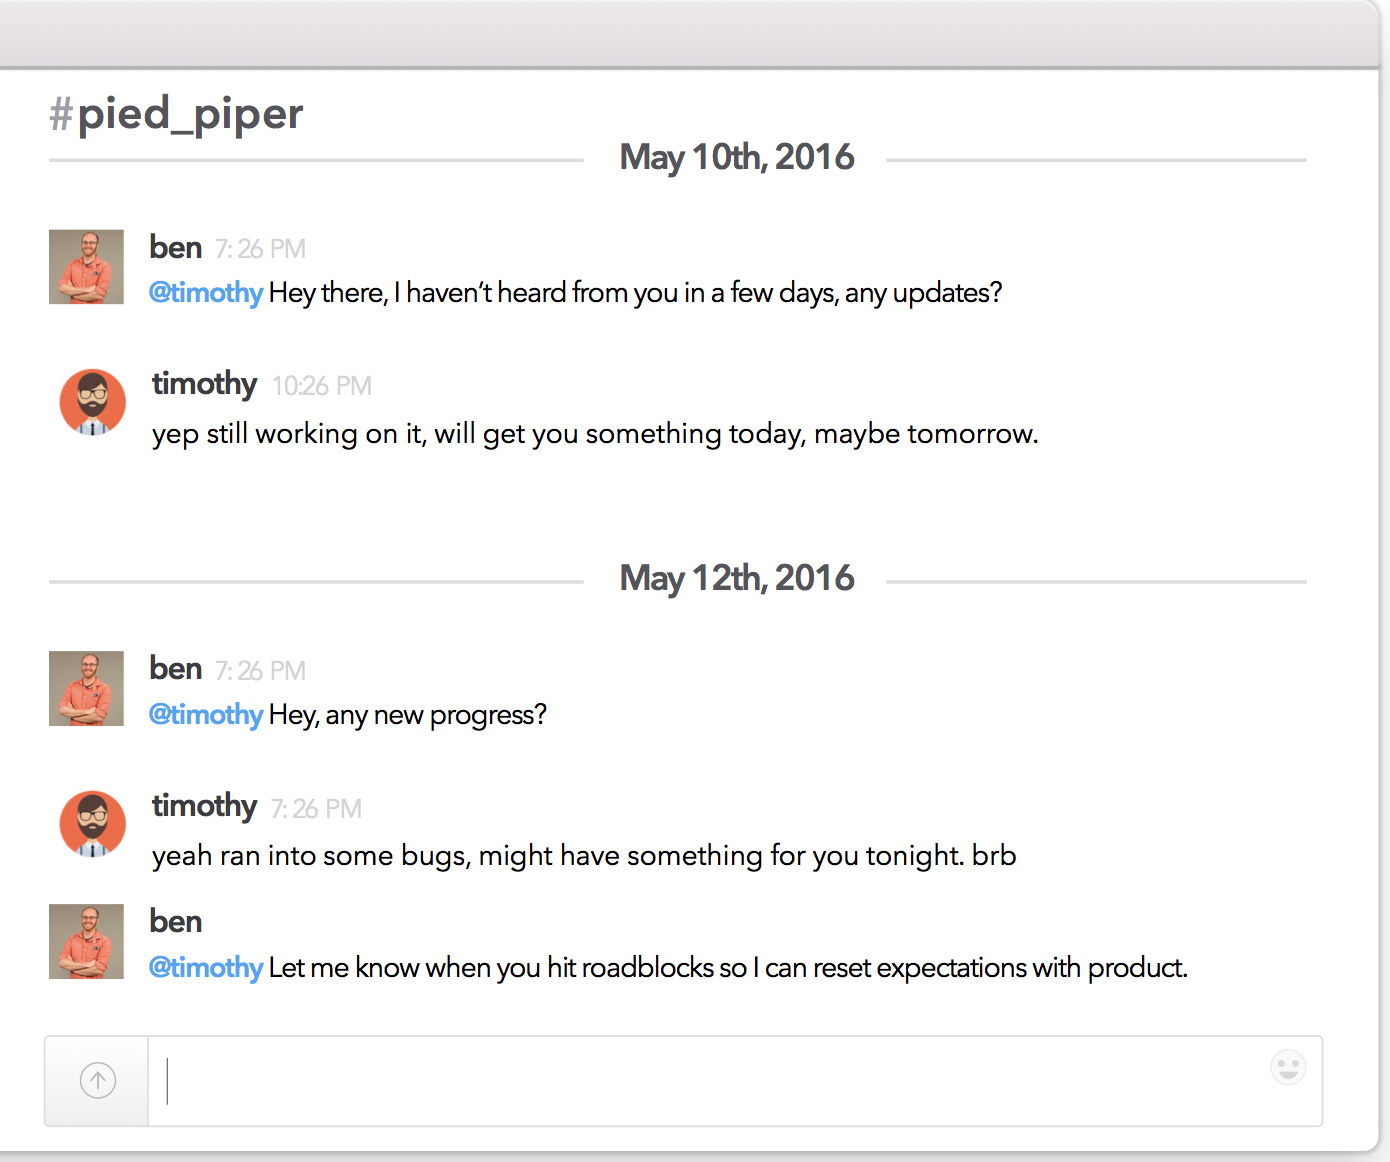 #pied_piper
May 10th, 2016
ben 7: 26 PM
@timothy Hey there, I haven’t heard from you in a few days, any updates?
timothy 10:26 PM
yep still working on it, will get you something today, maybe tomorrow.
May 12th, 2016
ben 7: 26 PM
@timothy Hey, any new progress?
timothy 7: 26 PM
yeah ran into some bugs, might have something for you tonight. brb
ben
@timothy Let me know when you hit roadblocks so I can reset expectations with product.